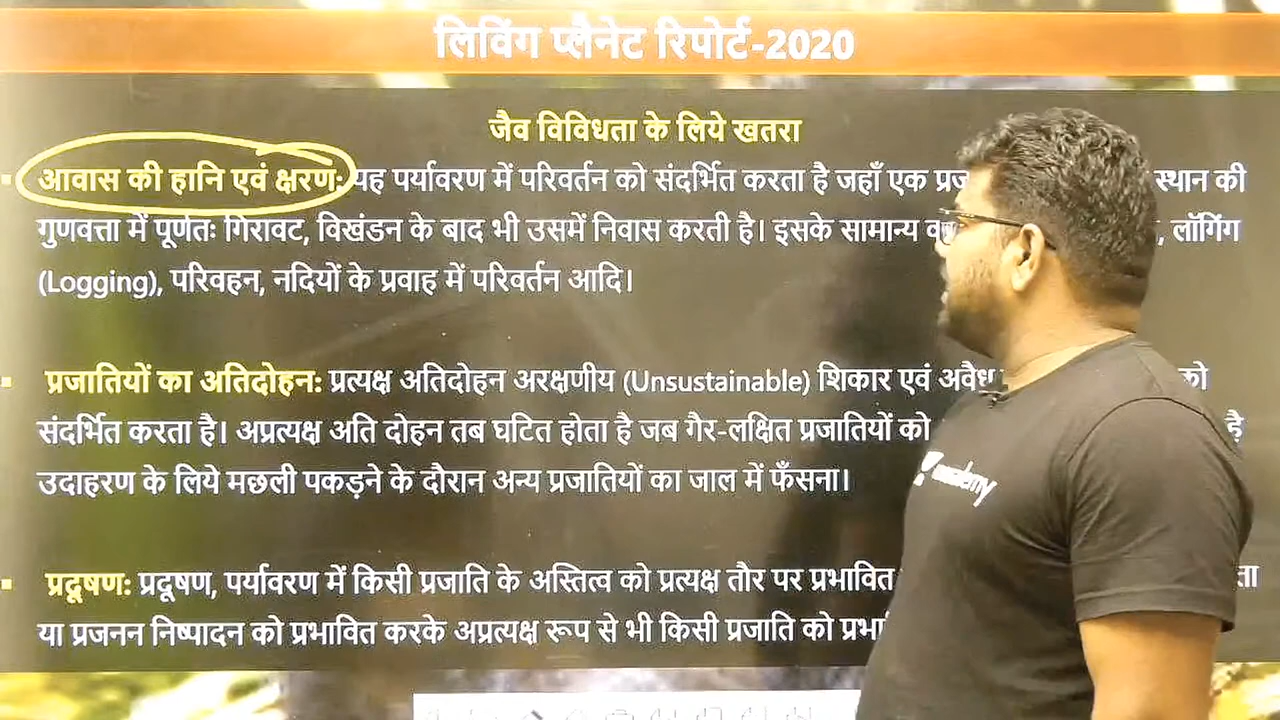 लिविंग प्लैनेट रिपोर्ट-2020
जैव विविधता के लिये खतरा
आवास की हानि एवं क्षरण: यह पर्यावरण में परिवर्तन को संदर्भित करता है जहाँ एक स्थान की
गुणवत्ता में पूर्णतः गिरावट, विखंडन के बाद भी उसमें निवास करती है। इसके सामान्य , लॉगिंग
(Logging), परिवहन, नदियों के प्रवाह में परिवर्तन आदि।
प्रजातियों का अतिदोहन: प्रत्यक्ष अतिदोहन अरक्षणीय (Unsustainable) शिकार एवं अवैध को
संदर्भित करता है। अप्रत्यक्ष अति दोहन तब घटित होता है जब गैर-लक्षित प्रजातियों को है
उदाहरण के लिये मछली पकड़ने के दौरान अन्य प्रजातियों का जाल में फँसना।
प्रदूषण: प्रदूषण, पर्यावरण में किसी प्रजाति के अस्तित्व को प्रत्यक्ष तौर पर प्रभावित
या प्रजनन निष्पादन को प्रभावित करके अप्रत्यक्ष रूप से भी किसी प्रजाति को